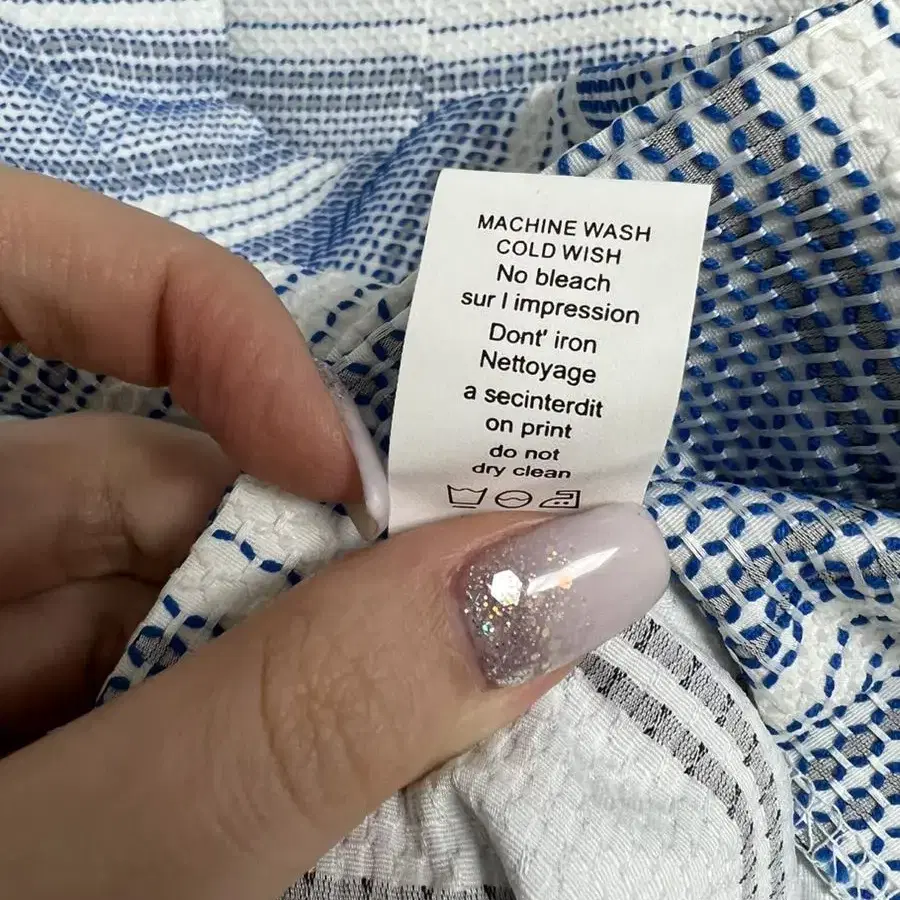 MACHINE WASH
COLD WISH
No bleach
sur l impression
Dont' iron
Nettoyage
a secinterdit
on print
do not
dry clean